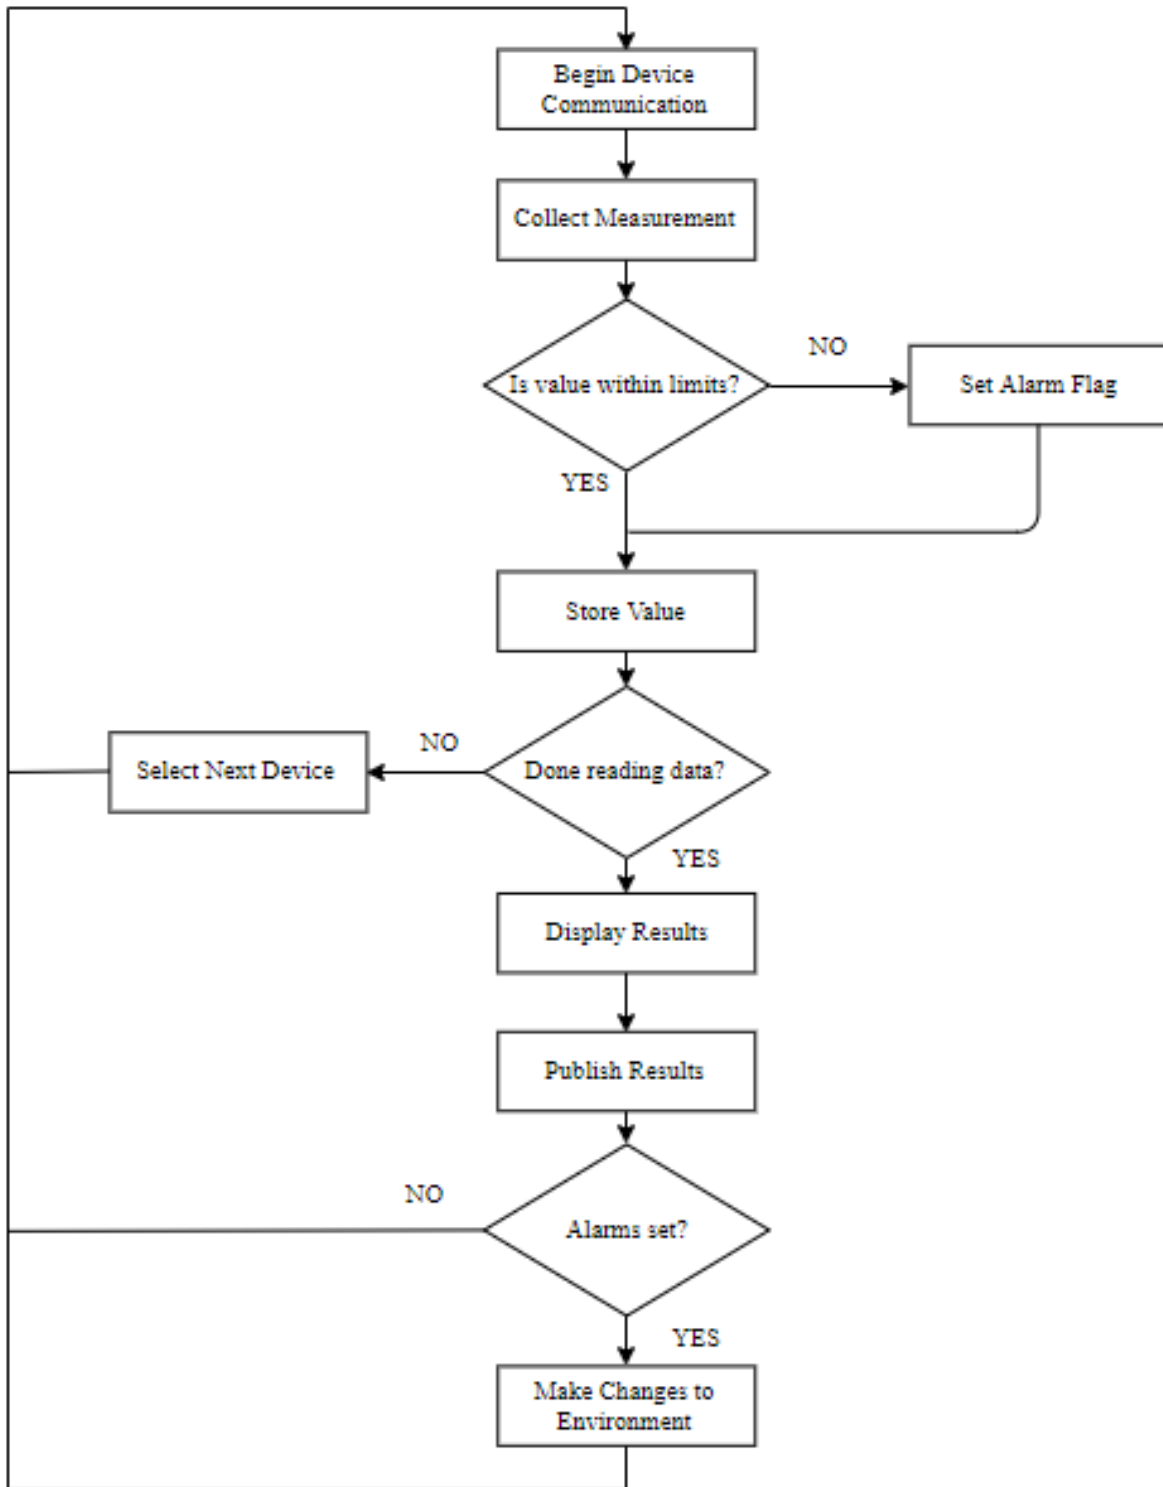 Begin Device
Communication
Collect Measurement
Is value within limits?
NO
Set Alarm Flag
YES
Store Value
Done reading data?
NO
Select Next Device
YES
Display Results
Publish Results
Alarms set?
NO
YES
Make Changes to
Environment